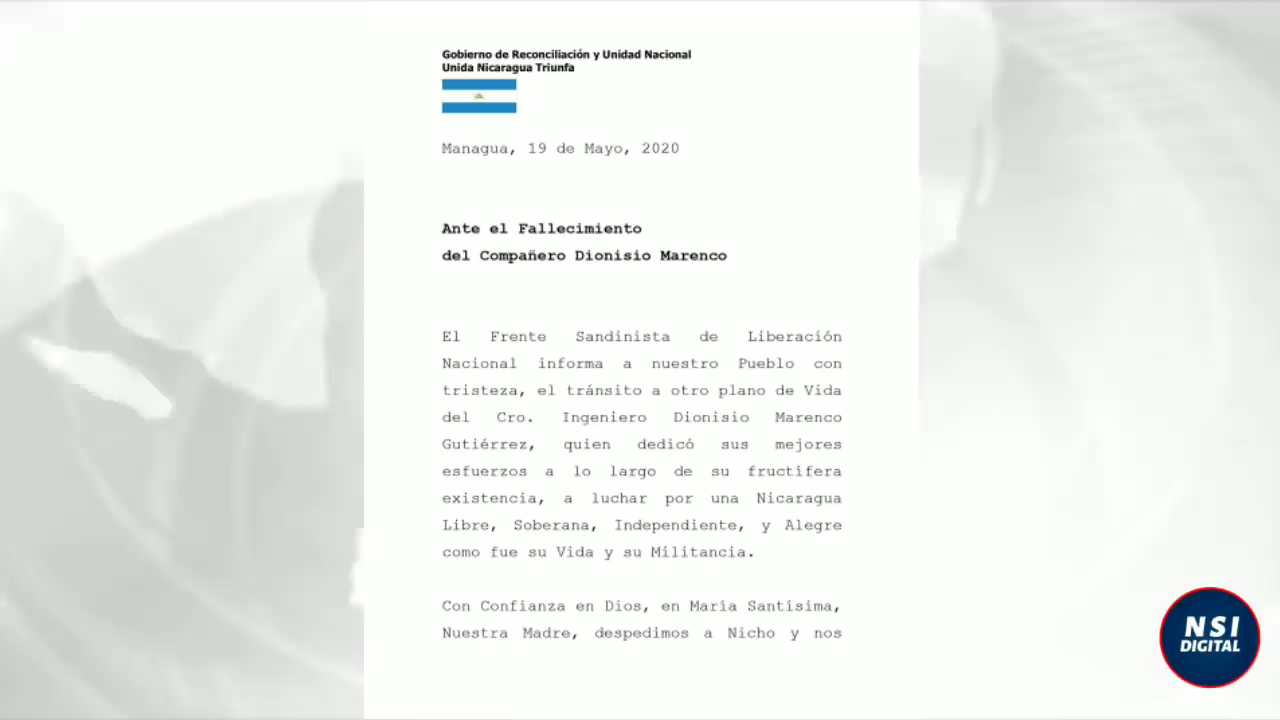 Gobierno de Reconciliación y Unidad Nacional
Unida Nicaragua Triunfa
Managua, 19 de Mayo, 2020
Ante el Fallecimiento
del Compañero Dionisio Marenco
El Frente Sandinista de Liberación
Nacional informa a nuestro Pueblo con
tristeza, el tránsito a otro plano de Vida
del Cro. Ingeniero Dionisio Marenco
Gutiérrez, quien dedicó sus mejores
esfuerzos a lo largo de su fructífera
existencia, a luchar por una Nicaragua
Libre, Soberana, Independiente, y Alegre
como fue su Vida y su Militancia.
Con Confianza en Dios, en María Santísima,
Nuestra Madre, despedimos a Nicho y nos
NSI
DIGITAL